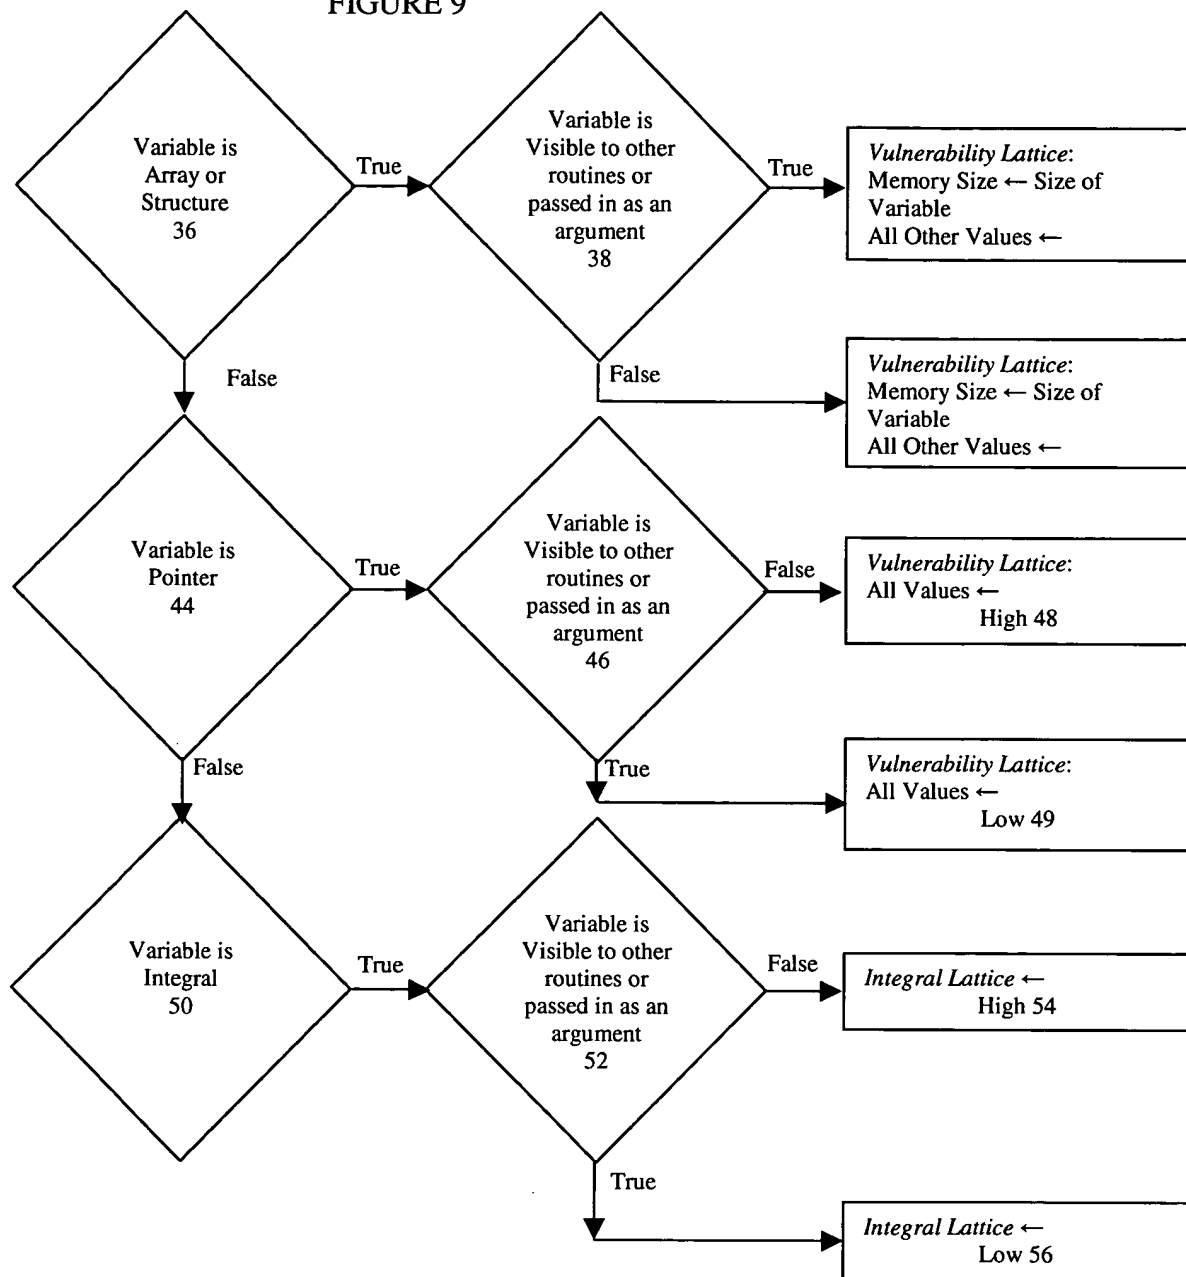 FIGURE 9
Variable is
Array or
Structure
36
True
Variable is
Visible to other
routines or
passed in as an
argument
38
True
Vulnerability Lattice:
Memory Size ← Size of
Variable
All Other Values ←
False
False
Vulnerability Lattice:
Memory Size ← Size of
Variable
All Other Values ←
Variable is
Pointer
44
True
Variable is
Visible to other
routines or
passed in as an
argument
46
False
Vulnerability Lattice:
All Values ←
High 48
False
True
Vulnerability Lattice:
All Values ←
Low 49
Variable is
Integral
50
True
Variable is
Visible to other
routines or
passed in as an
argument
52
False
Integral Lattice ←
High 54
True
Integral Lattice ←
Low 56